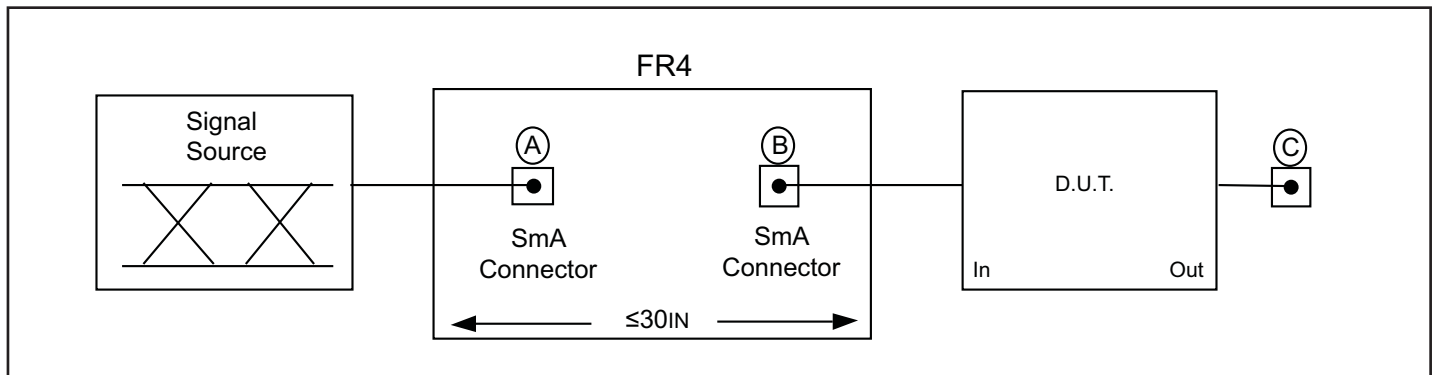 FR4
Signal
Source
A
SmA
Connector
B
SmA
Connector
≤30IN
D.U.T.
In
Out
C